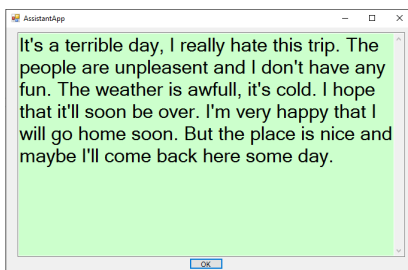 AssistantApp
It's a terrible day, I really hate this trip. The
people are unpleasent and I don't have any
fun. The weather is awfull, it's cold. I hope
that it'll soon be over. I'm very happy that I
will go home soon. But the place is nice and
maybe I'll come back here some day.
OK